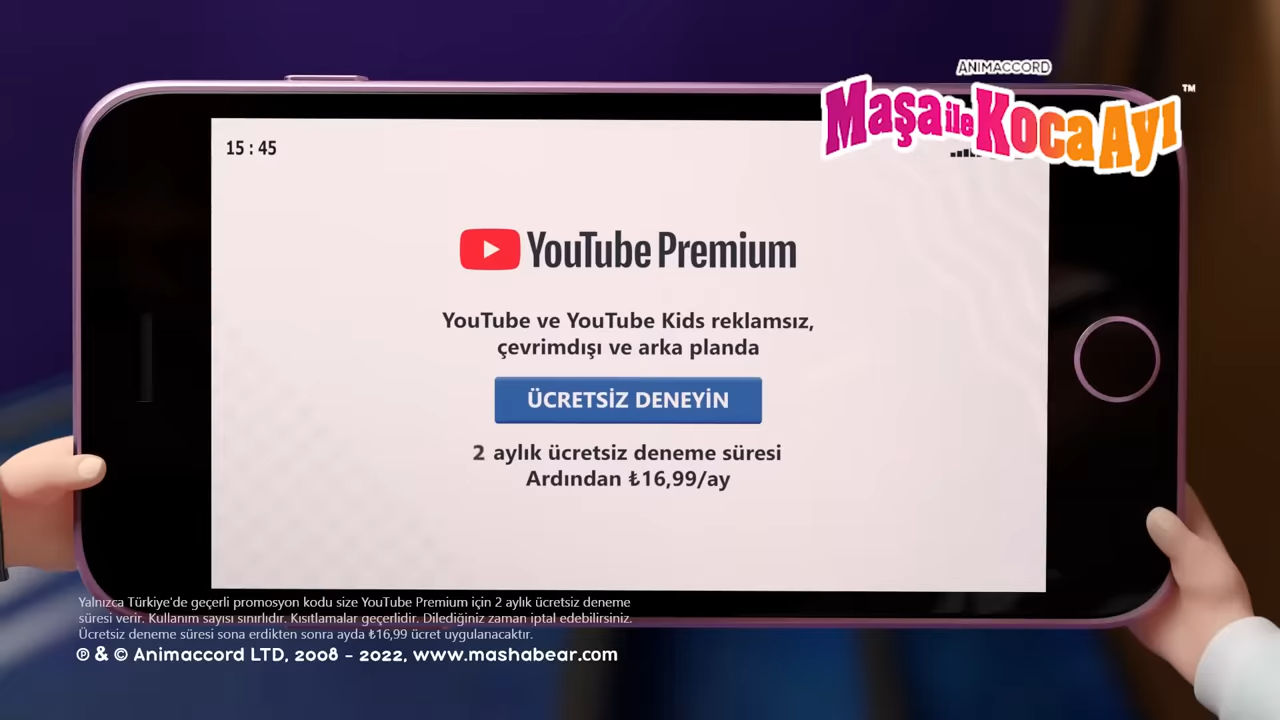 ANIMACCORD
Maşa ile Koca Ayı™
15:45
YouTube Premium
YouTube ve YouTube Kids reklamsız,
çevrimdışı ve arka planda
ÜCRETSİZ DENEYİN
2 aylık ücretsiz deneme süresi
Ardından ₺16,99/ay
Yalnızca Türkiye'de geçerli promosyon kodu size YouTube Premium için 2 aylık ücretsiz deneme
süresi verir. Kullanım sayısı sınırlıdır. Kısıtlamalar geçerlidir. Dilediğiniz zaman iptal edebilirsiniz.
Ücretsiz deneme süresi sona erdikten sonra ayda ₺16,99 ücret uygulanacaktır.
℗ & © Animaccord LTD, 2008 - 2022, www.mashabear.com